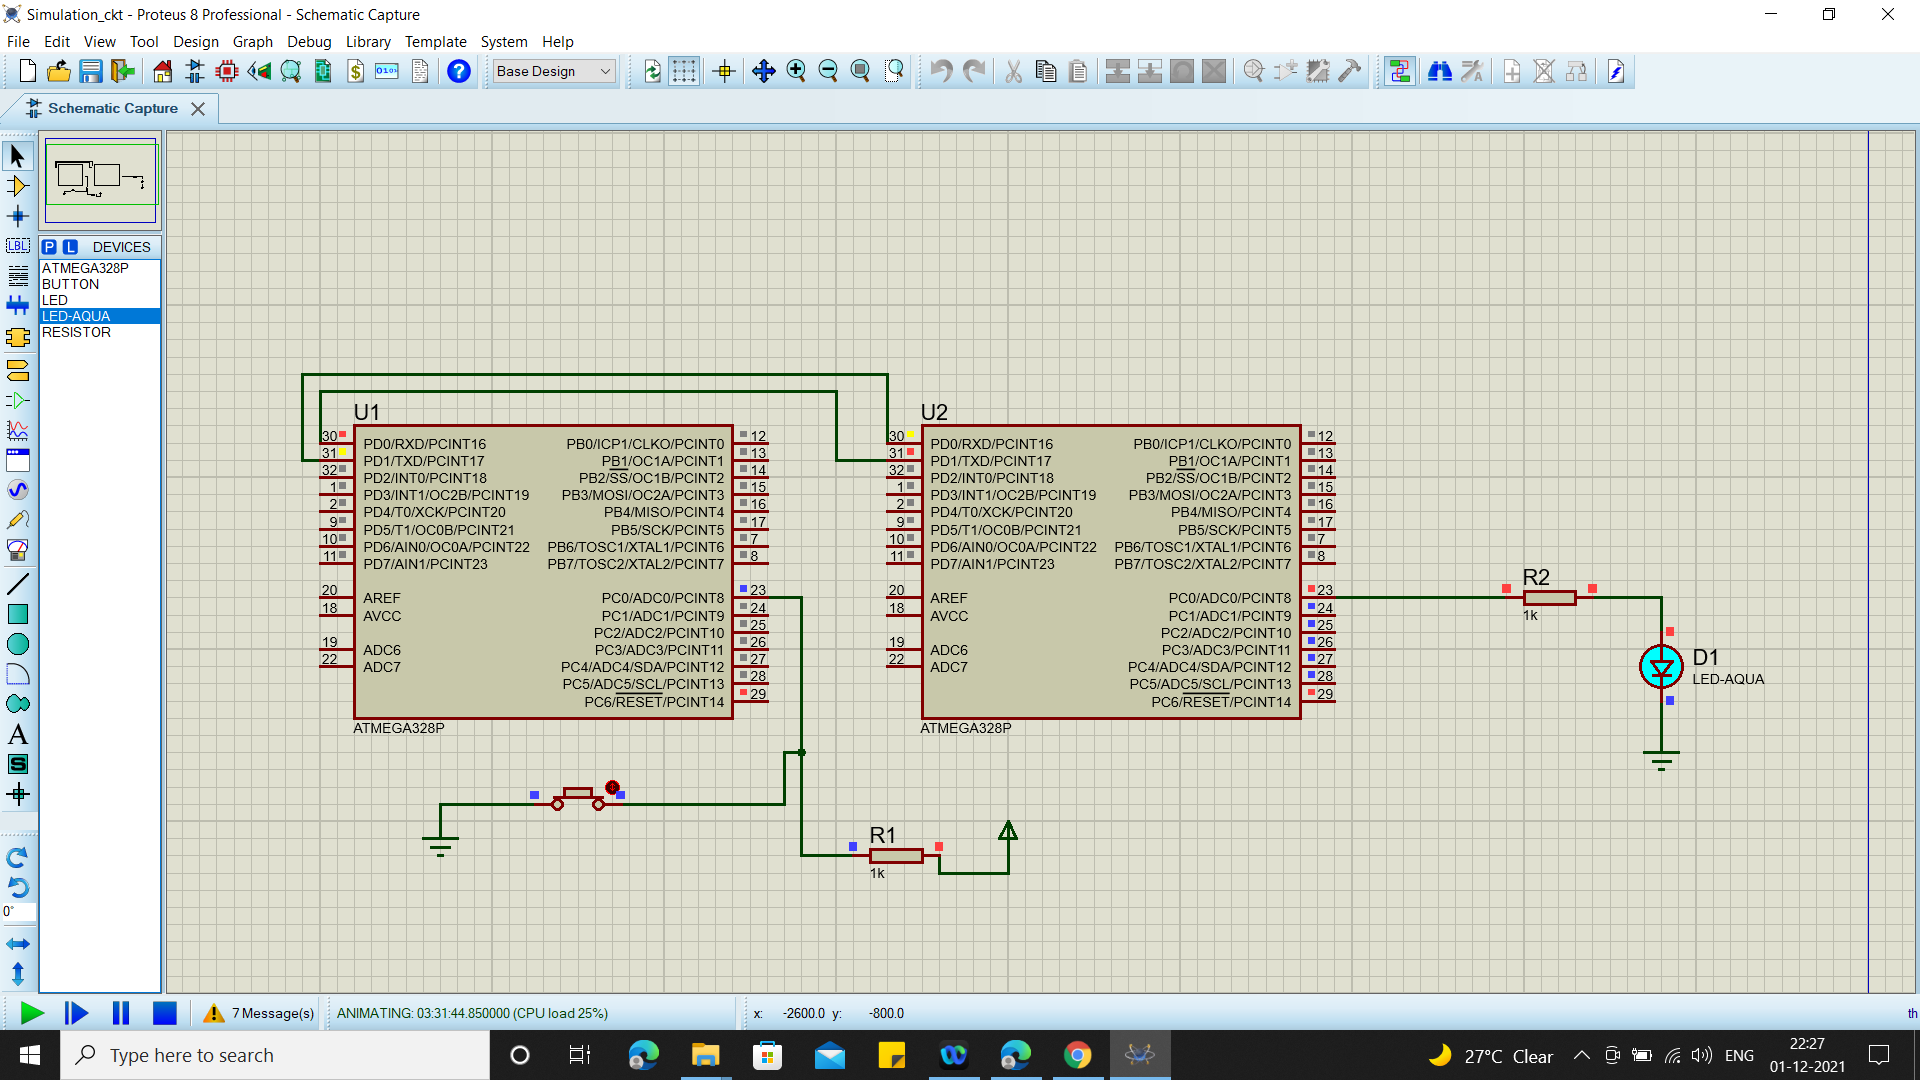 Simulation_ckt - Proteus 8 Professional - Schematic Capture
File Edit View Tool Design Graph Debug Library Template System Help
Base Design
Schematic Capture
P L DEVICES
ATMEGA328P
BUTTON
LED
LED-AQUA
RESISTOR
LBL
A
S
0°
U1
30 PD0/RXD/PCINT16 PB0/ICP1/CLKO/PCINT0 12
31 PD1/TXD/PCINT17 PB1/OC1A/PCINT1 13
32 PD2/INT0/PCINT18 PB2/SS/OC1B/PCINT2 14
1 PD3/INT1/OC2B/PCINT19 PB3/MOSI/OC2A/PCINT3 15
2 PD4/T0/XCK/PCINT20 PB4/MISO/PCINT4 16
9 PD5/T1/OC0B/PCINT21 PB5/SCK/PCINT5 17
10 PD6/AIN0/OC0A/PCINT22 PB6/TOSC1/XTAL1/PCINT6 7
11 PD7/AIN1/PCINT23 PB7/TOSC2/XTAL2/PCINT7 8
20 AREF PC0/ADC0/PCINT8 23
18 AVCC PC1/ADC1/PCINT9 24
PC2/ADC2/PCINT10 25
19 ADC6 PC3/ADC3/PCINT11 26
22 ADC7 PC4/ADC4/SDA/PCINT12 27
PC5/ADC5/SCL/PCINT13 28
PC6/RESET/PCINT14 29
ATMEGA328P
U2
30 PD0/RXD/PCINT16 PB0/ICP1/CLKO/PCINT0 12
31 PD1/TXD/PCINT17 PB1/OC1A/PCINT1 13
32 PD2/INT0/PCINT18 PB2/SS/OC1B/PCINT2 14
1 PD3/INT1/OC2B/PCINT19 PB3/MOSI/OC2A/PCINT3 15
2 PD4/T0/XCK/PCINT20 PB4/MISO/PCINT4 16
9 PD5/T1/OC0B/PCINT21 PB5/SCK/PCINT5 17
10 PD6/AIN0/OC0A/PCINT22 PB6/TOSC1/XTAL1/PCINT6 7
11 PD7/AIN1/PCINT23 PB7/TOSC2/XTAL2/PCINT7 8
20 AREF PC0/ADC0/PCINT8 23
18 AVCC PC1/ADC1/PCINT9 24
PC2/ADC2/PCINT10 25
19 ADC6 PC3/ADC3/PCINT11 26
22 ADC7 PC4/ADC4/SDA/PCINT12 27
PC5/ADC5/SCL/PCINT13 28
PC6/RESET/PCINT14 29
ATMEGA328P
R2
1k
D1
LED-AQUA
R1
1k
7 Message(s) ANIMATING: 03:31:44.850000 (CPU load 25%) x: -2600.0 y: -800.0 th
Type here to search
27°C Clear ENG 22:27
01-12-2021